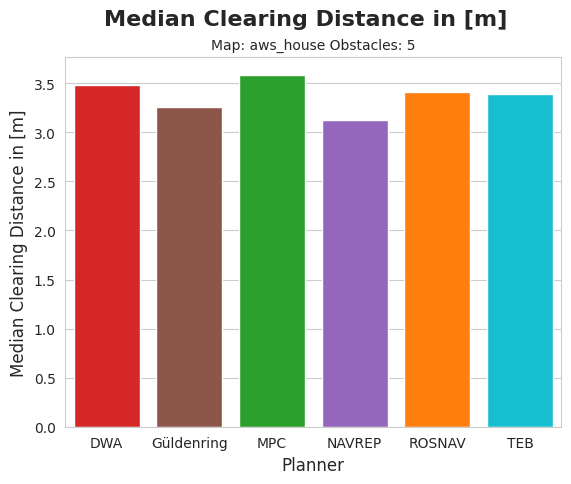 Median Clearing Distance in [m]
Map: aws_house Obstacles: 5
Median Clearing Distance in [m]
3.5
3.0
2.5
2.0
1.5
1.0
0.5
0.0
DWA Güldenring MPC NAVREP ROSNAV TEB
Planner